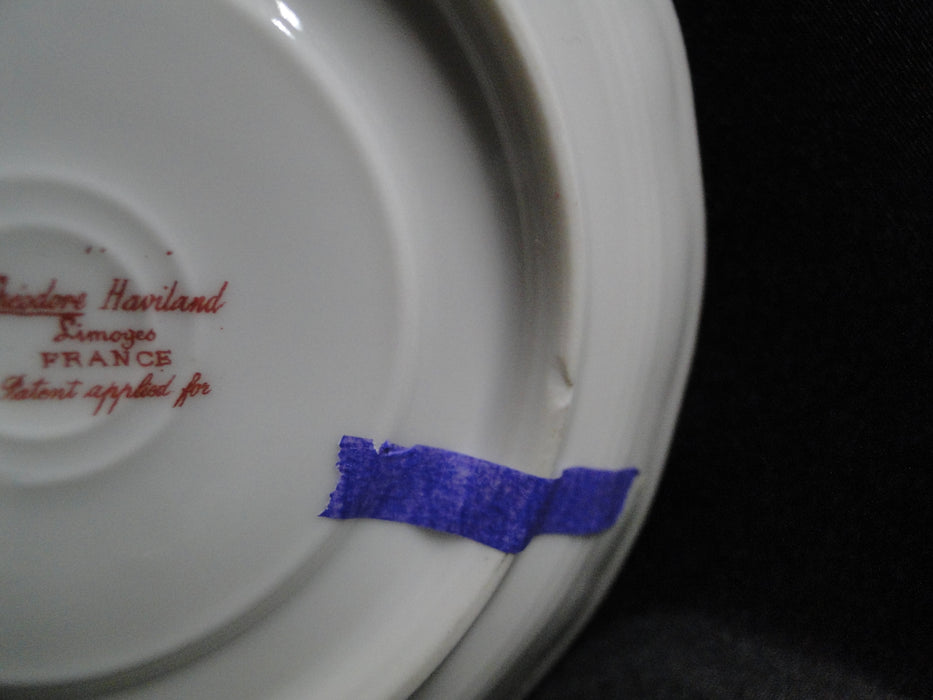 Theodore Haviland
Limoges
FRANCE
Patent applied for